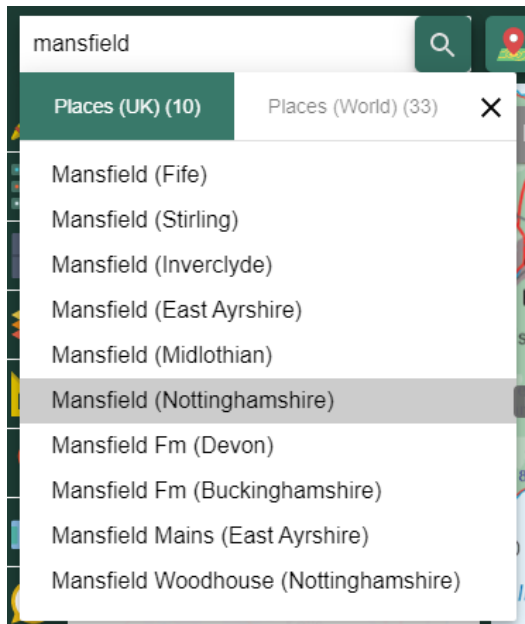 mansfield
Places (UK) (10) Places (World) (33)
Mansfield (Fife)
Mansfield (Stirling)
Mansfield (Inverclyde)
Mansfield (East Ayrshire)
Mansfield (Midlothian)
Mansfield (Nottinghamshire)
Mansfield Fm (Devon)
Mansfield Fm (Buckinghamshire)
Mansfield Mains (East Ayrshire)
Mansfield Woodhouse (Nottinghamshire)